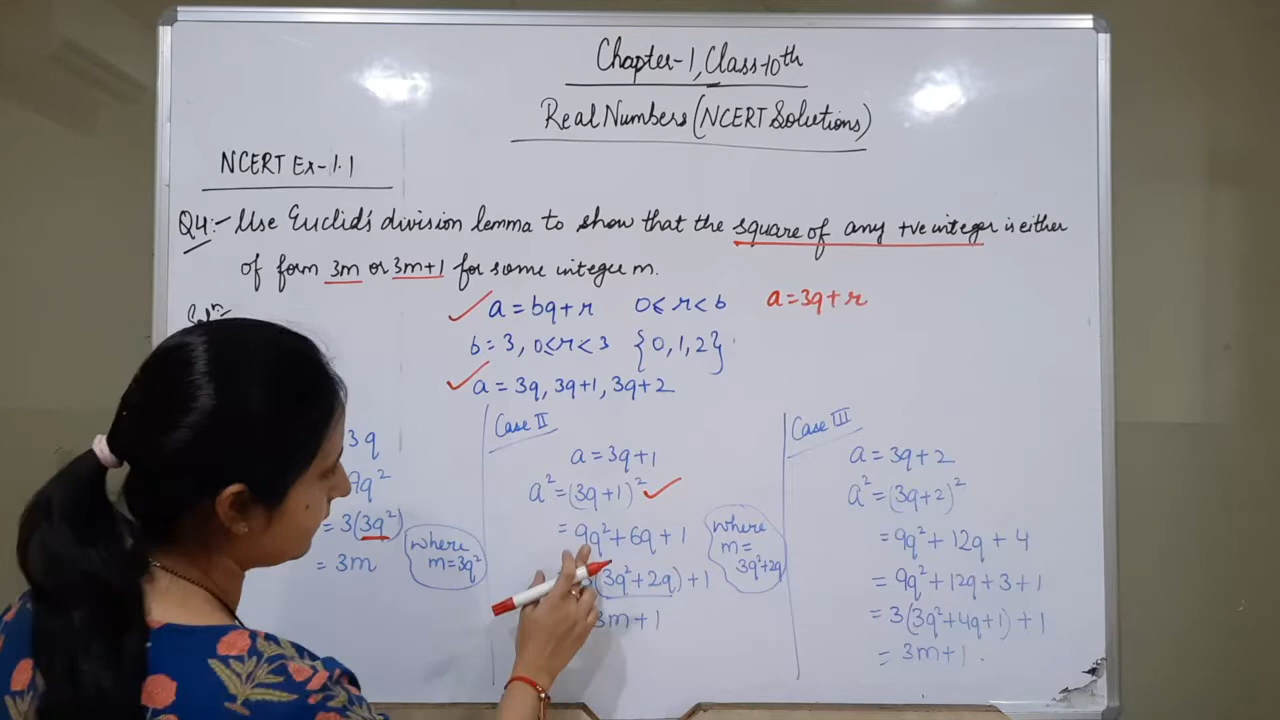 Chapter-1, Class-10th
Real Numbers (NCERT Solutions)
NCERT Ex-1.1
Q4:- Use Euclid's division lemma to show that the square of any +ve integer is either
of form 3m or 3m+1 for some integer m.
Solⁿ
a = bq+r 0≤r<b a=3q+r
b=3, 0≤r<3 {0,1,2}
a = 3q, 3q+1, 3q+2
3q
9q²
= 3(3q²)
= 3m
where
m=3q²
Case II
a = 3q+1
a² = (3q+1)²
= 9q²+6q+1
(3q²+2q)+1
3m+1
where
m=
3q²+2q
Case III
a = 3q+2
a² = (3q+2)²
= 9q²+12q+4
= 9q²+12q+3+1
= 3(3q²+4q+1)+1
= 3m+1.